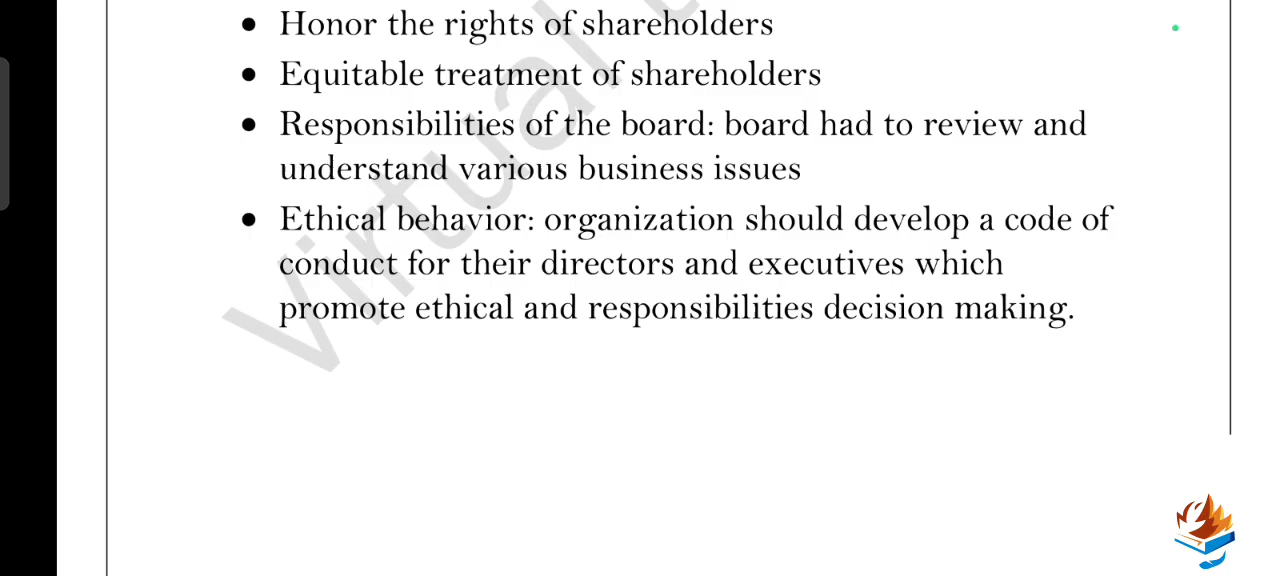 • Honor the rights of shareholders
• Equitable treatment of shareholders
• Responsibilities of the board: board had to review and
understand various business issues
• Ethical behavior: organization should develop a code of
conduct for their directors and executives which
promote ethical and responsibilities decision making.
Virtual